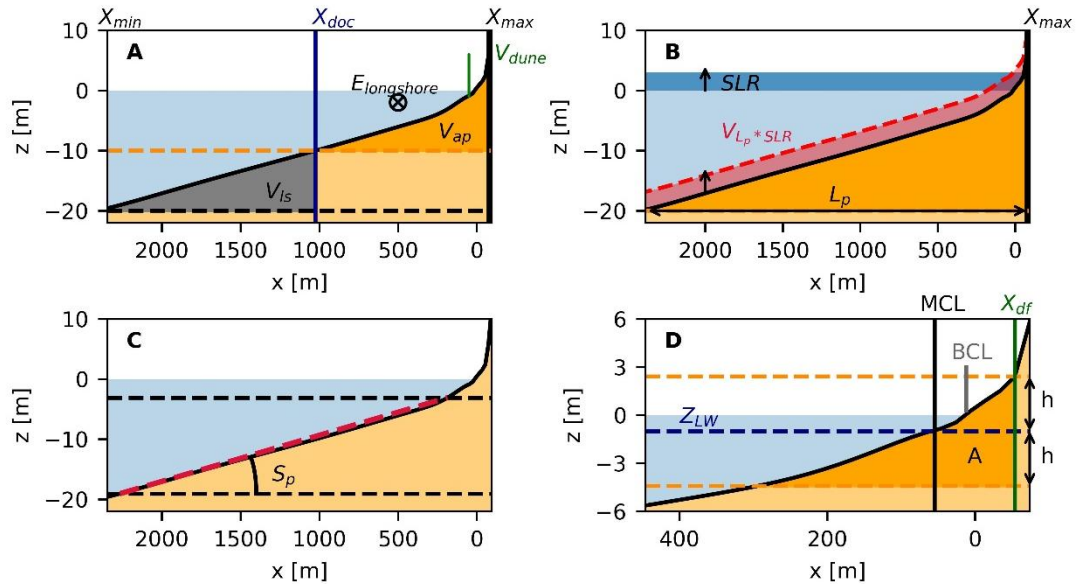 X_min X_doc X_max
A
V_dune
E_longshore
V_ap
V_ls
z [m]
10
0
−10
−20
2000 1500 1000 500 0
x [m]
X_max
B
SLR
V_{L_p*SLR}
L_p
z [m]
10
0
−10
−20
2000 1500 1000 500 0
x [m]
C
S_p
z [m]
10
0
−10
−20
2000 1500 1000 500 0
x [m]
MCL X_df
D
BCL
Z_LW
h
A
h
z [m]
6
3
0
−3
−6
400 200 0
x [m]